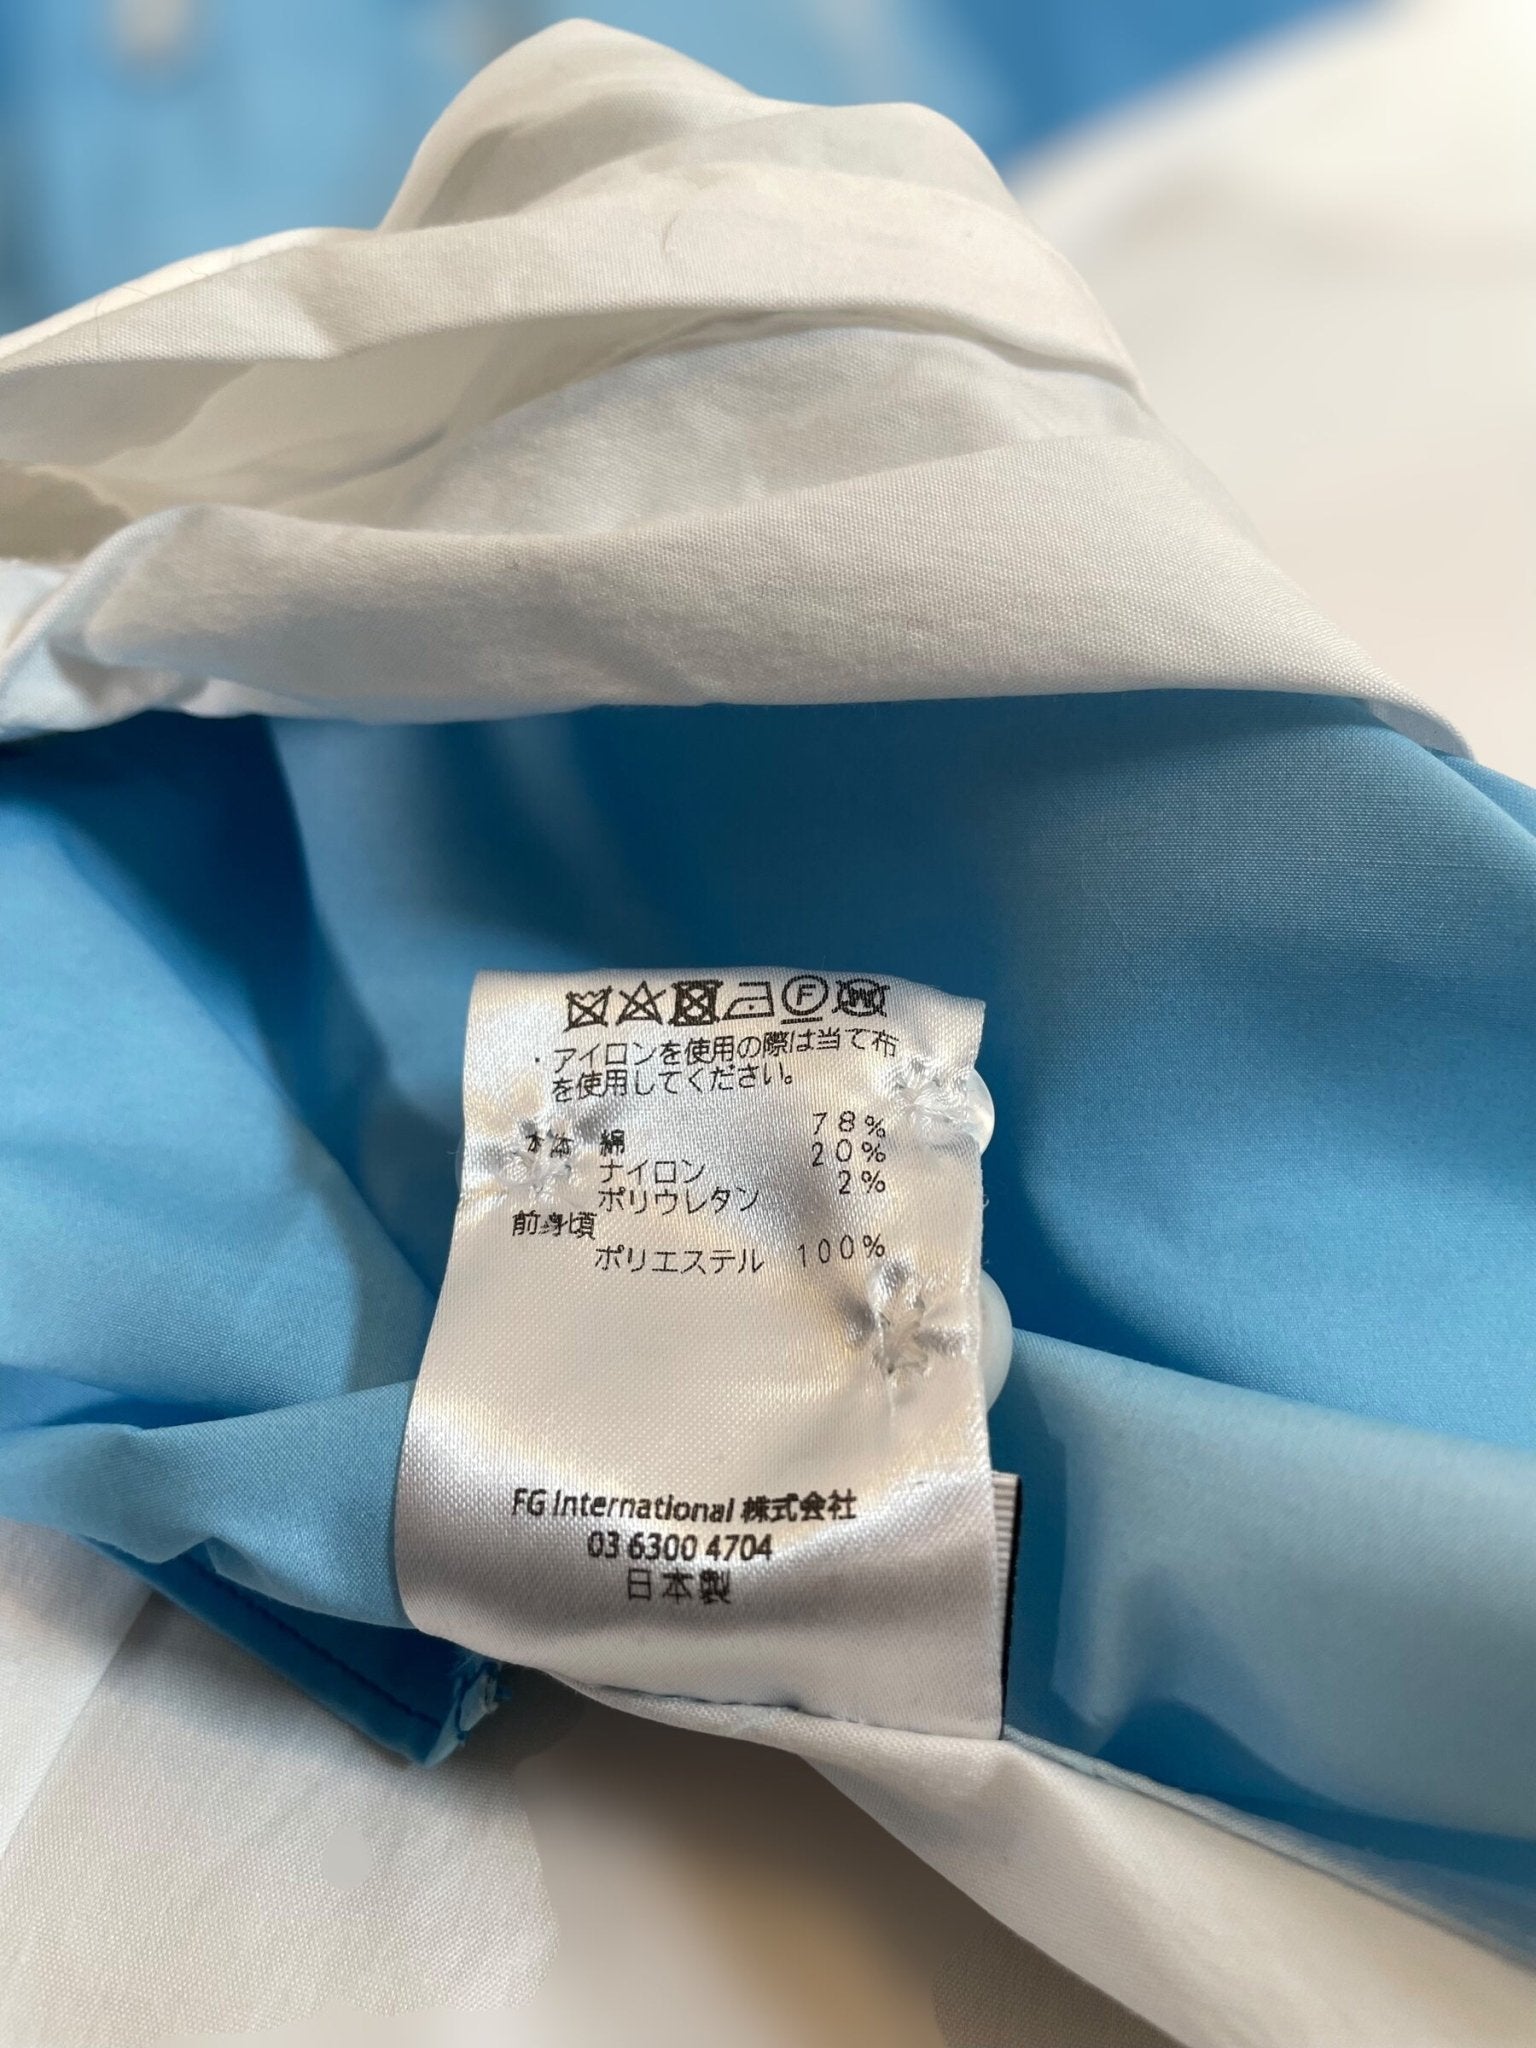 F W
・アイロンを使用の際は当て布
を使用してください。
本体 綿 78%
ナイロン 20%
ポリウレタン 2%
前身頃
ポリエステル 100%
FG International 株式会社
03 6300 4704
日本製